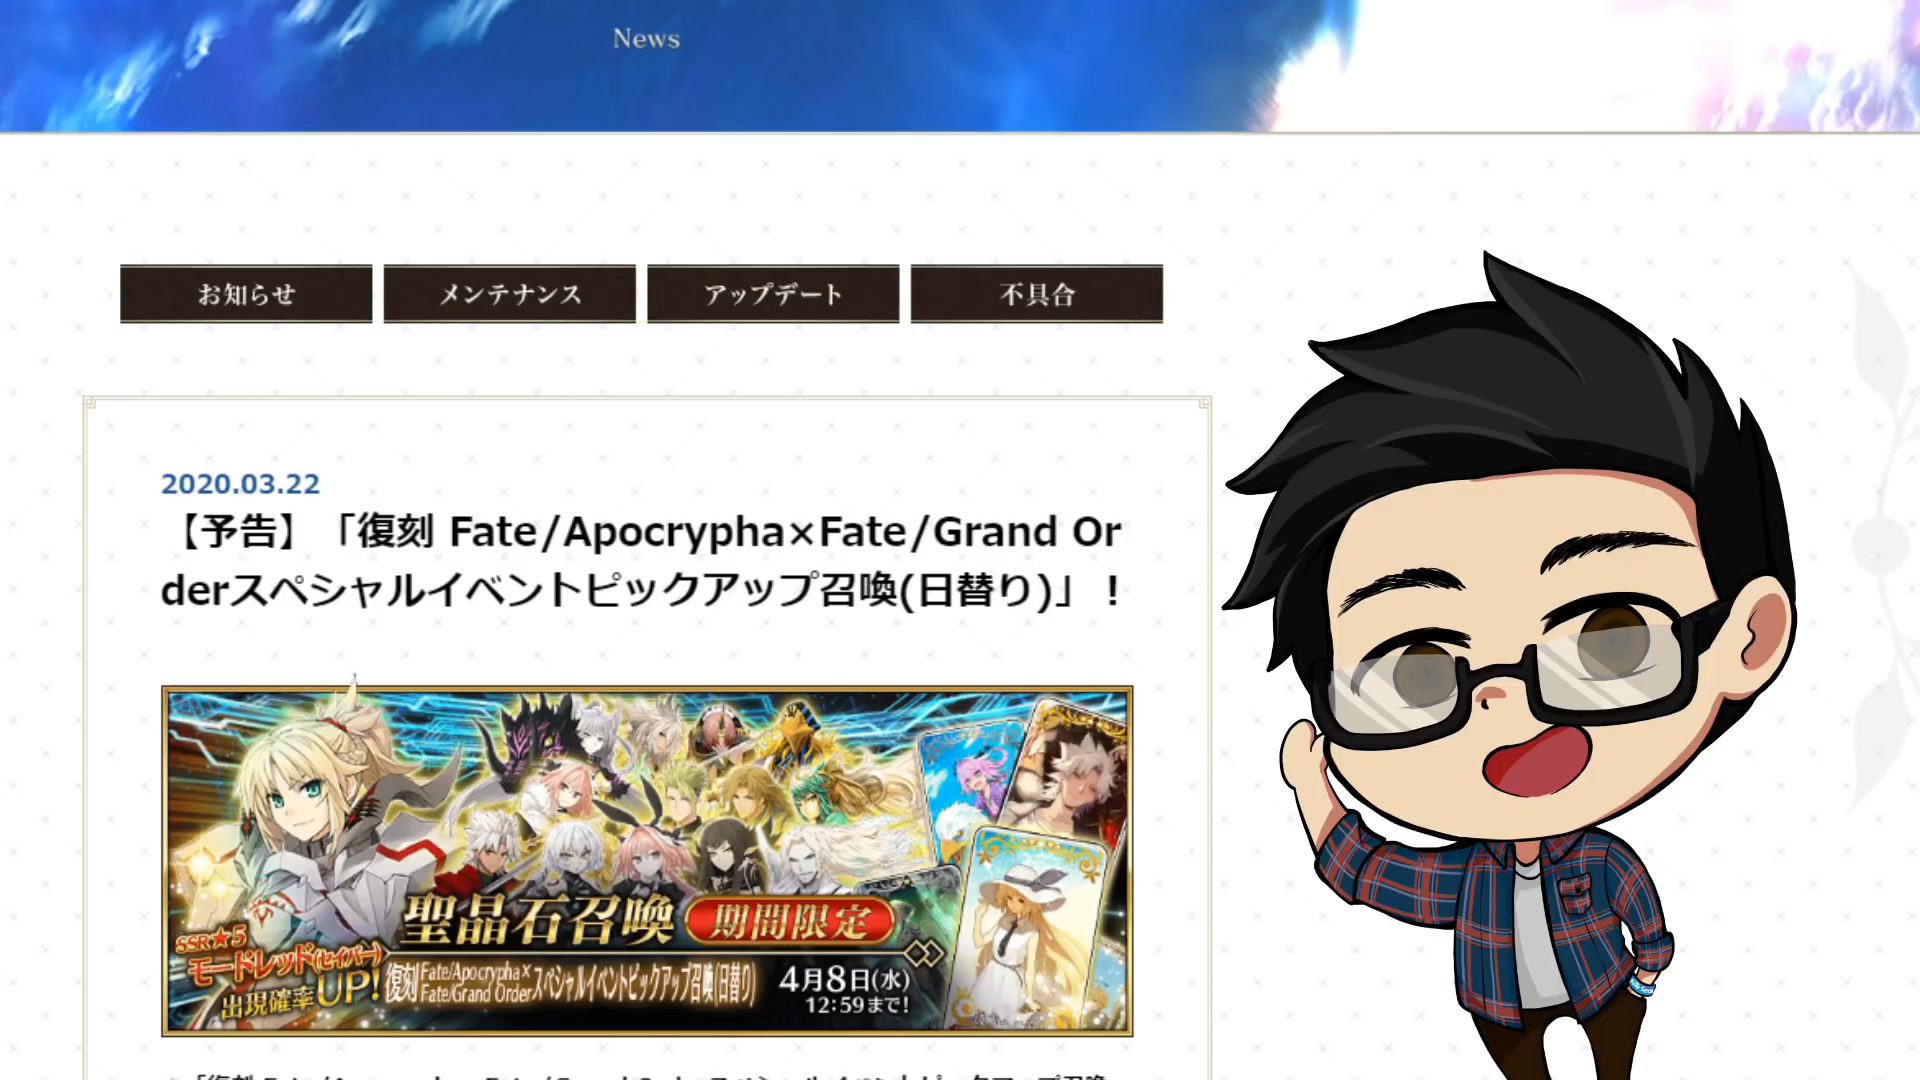 News
お知らせ
メンテナンス
アップデート
不具合
2020.03.22
【予告】「復刻 Fate/Apocrypha×Fate/Grand Or
derスペシャルイベントピックアップ召喚(日替り)」！
聖晶石召喚
期間限定
SSR★5
モードレッド(セイバー)
出現確率UP!
復刻 Fate/Apocrypha×
Fate/Grand Order スペシャルイベントピックアップ召喚(日替り)
4月8日(水)
12:59まで!